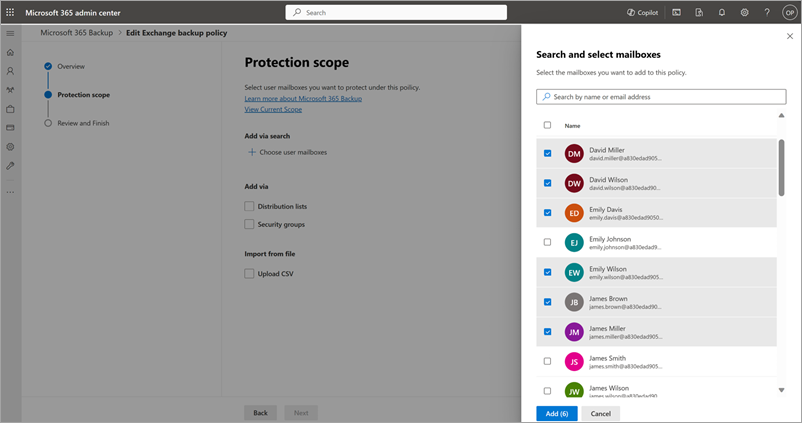 Microsoft 365 admin center
Search
Copilot
?
OP
Microsoft 365 Backup > Edit Exchange backup policy
Overview
Protection scope
Review and Finish
Protection scope
Select user mailboxes you want to protect under this policy.
Learn more about Microsoft 365 Backup
View Current Scope
Add via search
Choose user mailboxes
Add via
Distribution lists
Security groups
Import from file
Upload CSV
Back
Next
Search and select mailboxes
Select the mailboxes you want to add to this policy.
Search by name or email address
Name
DM
David Miller
david.miller@a830edad905...
DW
David Wilson
david.wilson@a830edad90...
ED
Emily Davis
emily.davis@a830edad9050...
EJ
Emily Johnson
emily.johnson@a830edad9...
EW
Emily Wilson
emily.wilson@a830edad905...
JB
James Brown
james.brown@a830edad90...
JM
James Miller
james.miller@a830edad905...
JS
James Smith
james.smith@a830edad905...
JW
James Wilson
james.wilson@a830edad90...
Add (6)
Cancel